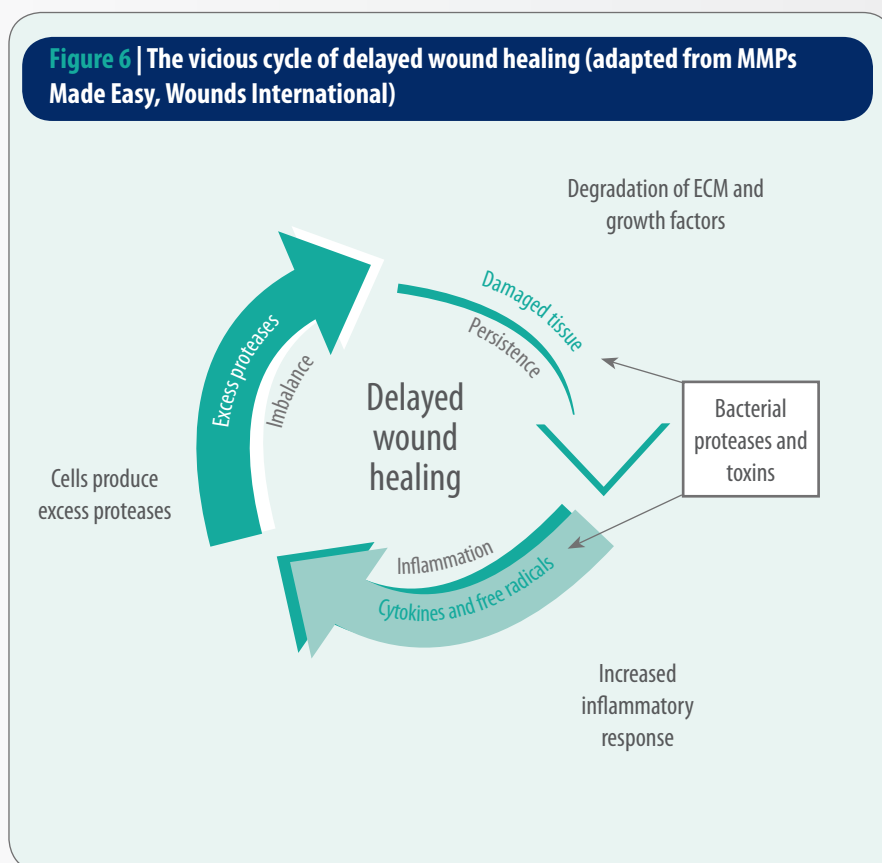 Figure 6 | The vicious cycle of delayed wound healing (adapted from MMPs
Made Easy, Wounds International)
Degradation of ECM and
growth factors
Damaged tissue
Persistence
Excess proteases
Imbalance
Delayed
wound
healing
Bacterial
proteases and
toxins
Cells produce
excess proteases
Inflammation
Cytokines and free radicals
Increased
inflammatory
response